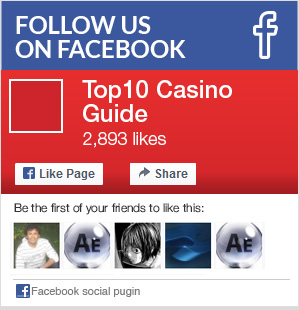 FOLLOW US
ON FACEBOOK
Top10 Casino
Guide
2,893 likes
Like Page
Share
Be the first of your friends to like this:
AE
AE
Facebook social pugin